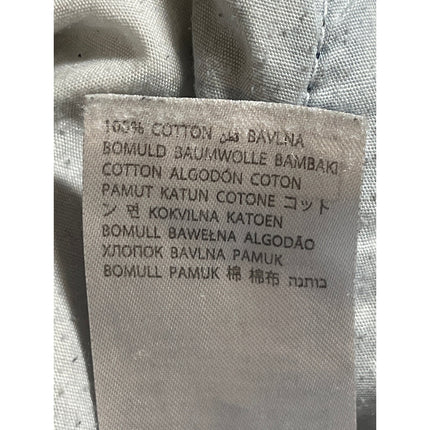 100% COTTON قطن BAVLNA
BOMULD BAUMWOLLE BAMBAKI
COTTON ALGODÓN COTON
PAMUT KATUN COTONE コット
ン 면 KOKVILNA KATOEN
BOMULL BAWEŁNA ALGODÃO
ХЛОПОК BAVLNA PAMUK
BOMULL PAMUK 棉 棉布 כותנה